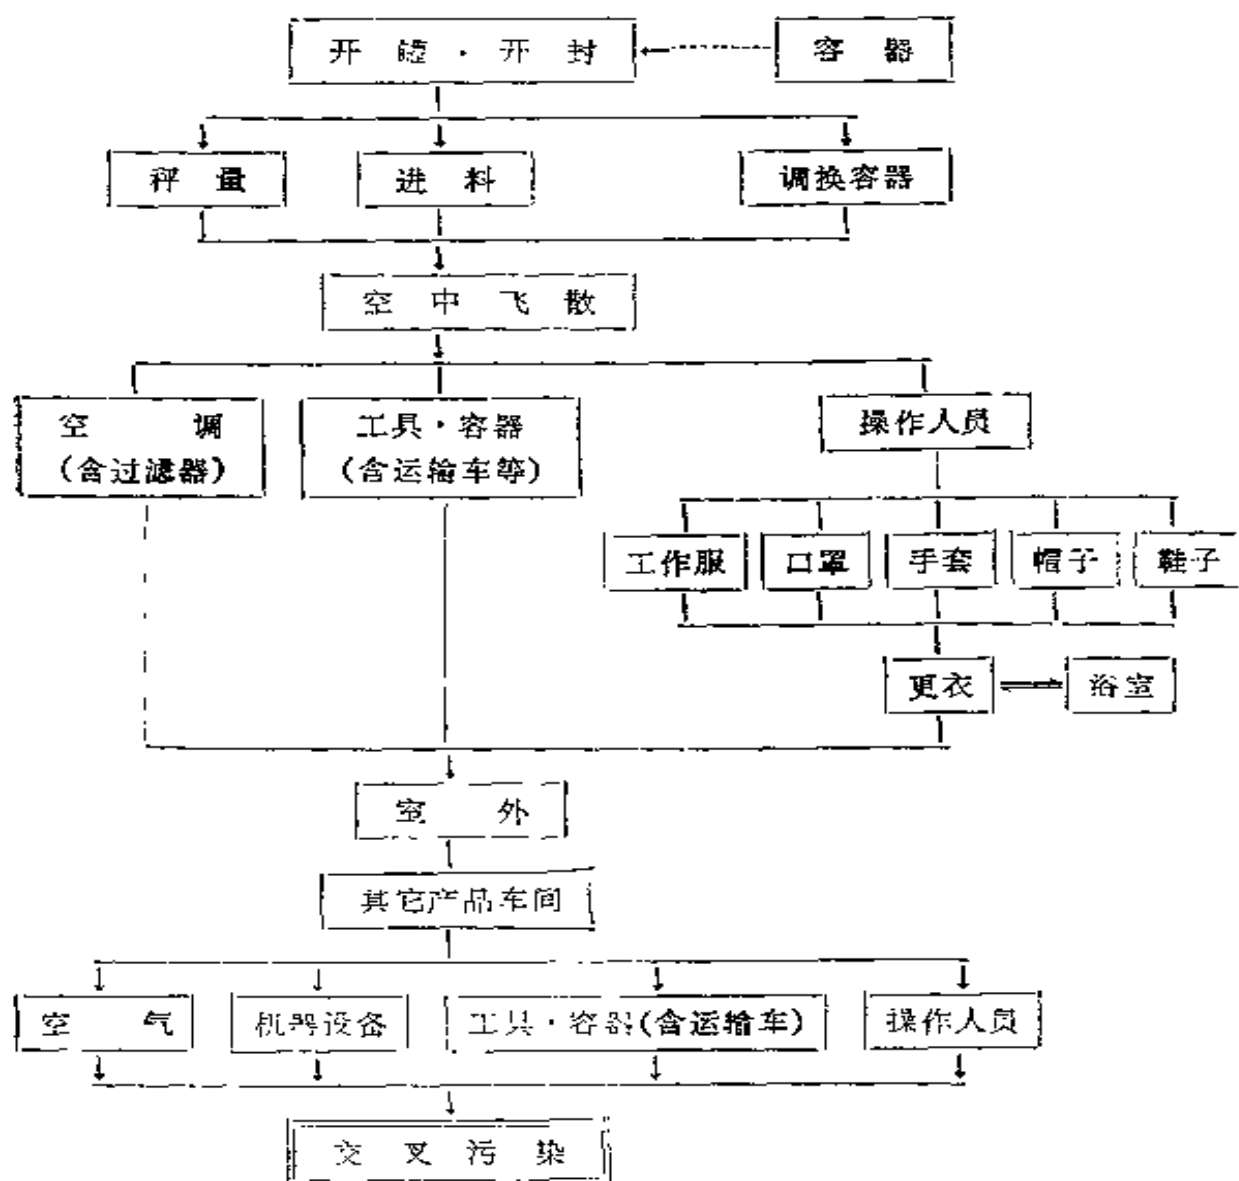 开罐·开封
容器
秤量
进料
调换容器
空中飞散
空调
(含过滤器)
工具·容器
(含运输车等)
操作人员
工作服
口罩
手套
帽子
鞋子
更衣
浴室
室外
其它产品车间
空气
机器设备
工具·容器(含运输车)
操作人员
交叉污染